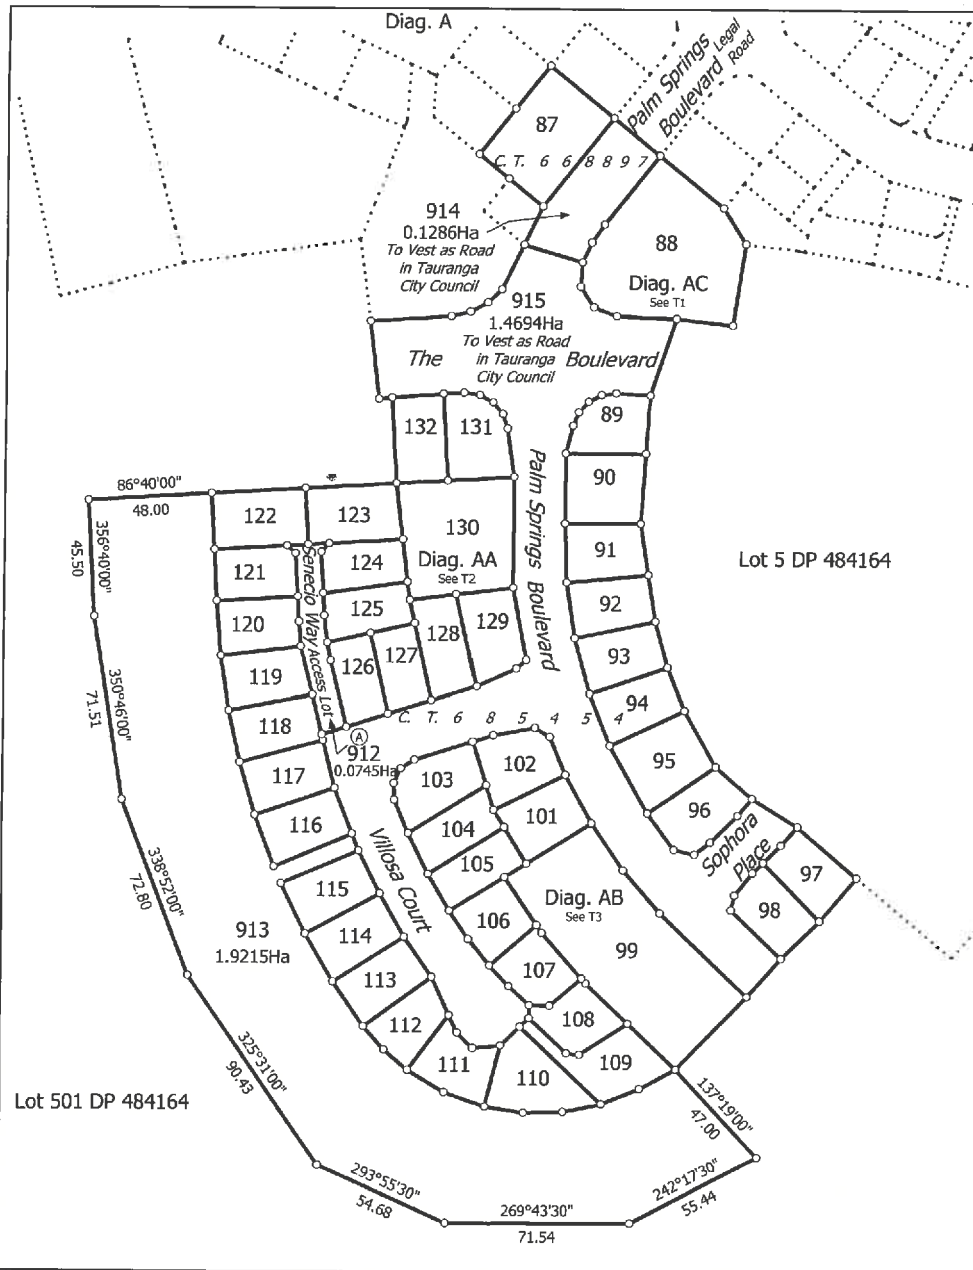 Diag. A
Palm Springs
Boulevard
Legal
Road
87
C. T. 6 6 8 8 9 7
914
0.1286Ha
To Vest as Road
in Tauranga
City Council
88
Diag. AC
See T1
915
1.4694Ha
To Vest as Road
in Tauranga
City Council
The Boulevard
89
132
131
90
Palm Springs Boulevard
86°40'00"
48.00
122
123
130
Diag. AA
See T2
91
Lot 5 DP 484164
356°40'00"
45.50
121
124
Senecio Way Access Lot
92
120
125
128
129
93
119
126
127
94
350°46'00"
71.51
118
C. T. 6 8 5 4 5 4
A
912
0.0745Ha
95
117
103
102
96
116
104
101
Sophora
Place
97
Villosa Court
105
98
338°52'00"
72.80
115
Diag. AB
See T3
106
99
913
1.9215Ha
114
107
113
108
112
109
111
110
325°31'00"
90.43
Lot 501 DP 484164
137°19'00"
47.00
293°55'30"
54.68
269°43'30"
71.54
242°17'30"
55.44